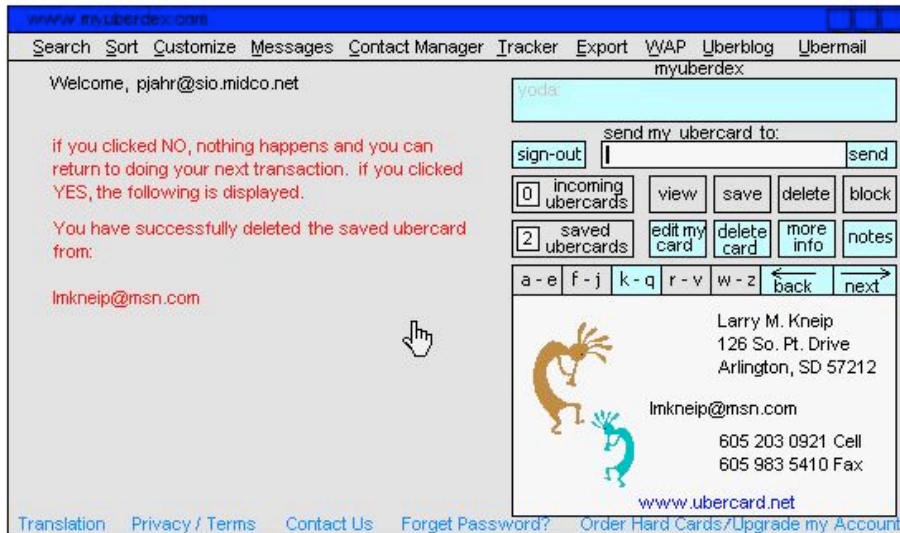 www.myuberdex.com
Search Sort Customize Messages Contact Manager Tracker Export WAP Uberblog Ubermail
Welcome, pjahr@sio.midco.net
if you clicked NO, nothing happens and you can
return to doing your next transaction. if you clicked
YES, the following is displayed.
You have successfully deleted the saved ubercard
from:
lmkneip@msn.com
myuberdex
yoda:
send my ubercard to:
sign-out send
0 incoming ubercards view save delete block
2 saved ubercards edit my card delete card more info notes
a - e f - j k - q r - v w - z back next
Larry M. Kneip
126 So. Pt. Drive
Arlington, SD 57212
lmkneip@msn.com
605 203 0921 Cell
605 983 5410 Fax
www.ubercard.net
Translation Privacy / Terms Contact Us Forget Password? Order Hard Cards/Upgrade my Account